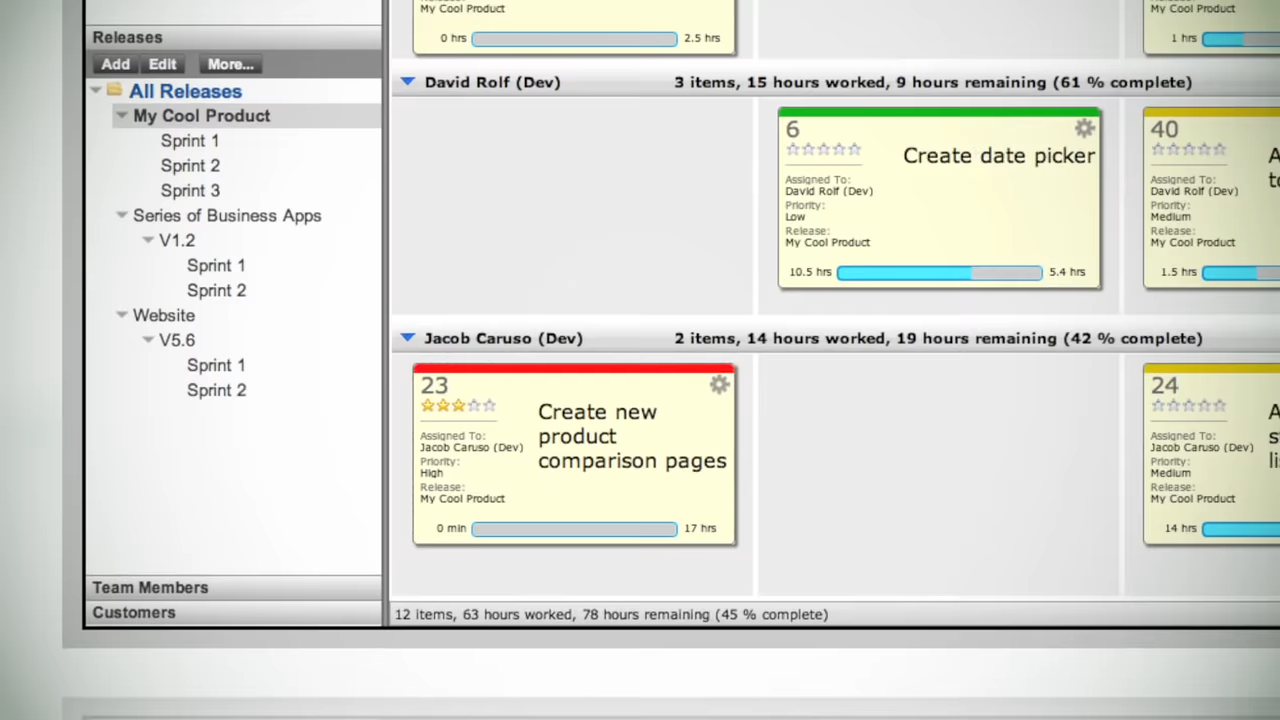 My Cool Product
0 hrs
2.5 hrs
My Cool Product
1 hr
Releases
Add
Edit
More...
All Releases
My Cool Product
Sprint 1
Sprint 2
Sprint 3
Series of Business Apps
V1.2
Sprint 1
Sprint 2
Website
V5.6
Sprint 1
Sprint 2
Team Members
Customers
David Rolf (Dev)
3 items, 15 hours worked, 9 hours remaining (61 % complete)
6
Create date picker
Assigned To:
David Rolf (Dev)
Priority:
Low
Release:
My Cool Product
10.5 hrs
5.4 hrs
40
Assigned To:
David Rolf (Dev)
Priority:
Medium
Release:
My Cool Product
1.5 hrs
Jacob Caruso (Dev)
2 items, 14 hours worked, 19 hours remaining (42 % complete)
23
Create new
product
comparison pages
Assigned To:
Jacob Caruso (Dev)
Priority:
High
Release:
My Cool Product
0 min
17 hrs
24
Assigned To:
Jacob Caruso (Dev)
Priority:
Medium
Release:
My Cool Product
14 hrs
12 items, 63 hours worked, 78 hours remaining (45 % complete)